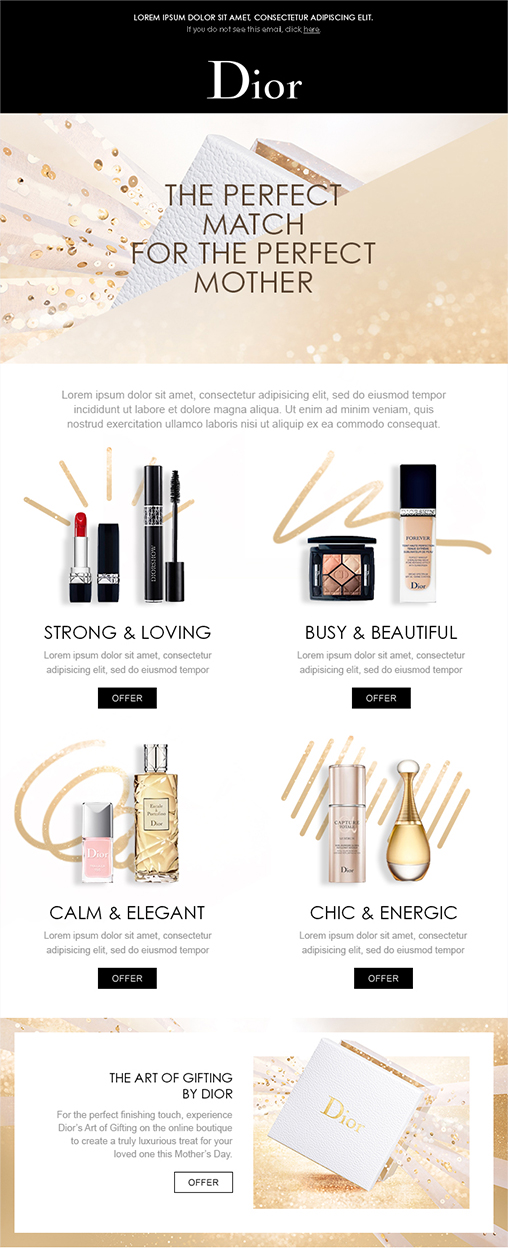 LOREM IPSUM DOLOR SIT AMET, CONSECTETUR ADIPISCING ELIT.
If you do not see this email, click here.
Dior
THE PERFECT
MATCH
FOR THE PERFECT
MOTHER
Lorem ipsum dolor sit amet, consectetur adipisicing elit, sed do eiusmod tempor
incididunt ut labore et dolore magna aliqua. Ut enim ad minim veniam, quis
nostrud exercitation ullamco laboris nisi ut aliquip ex ea commodo consequat.
DIORSHOW
FOREVER
Dior
STRONG & LOVING
Lorem ipsum dolor sit amet, consectetur
adipisicing elit, sed do eiusmod tempor
OFFER
BUSY & BEAUTIFUL
Lorem ipsum dolor sit amet, consectetur
adipisicing elit, sed do eiusmod tempor
OFFER
Dior
Escale
à
Portofino
Dior
CAPTURE
TOTALE
Dior
CALM & ELEGANT
Lorem ipsum dolor sit amet, consectetur
adipisicing elit, sed do eiusmod tempor
OFFER
CHIC & ENERGIC
Lorem ipsum dolor sit amet, consectetur
adipisicing elit, sed do eiusmod tempor
OFFER
THE ART OF GIFTING
BY DIOR
For the perfect finishing touch, experience
Dior's Art of Gifting on the online boutique
to create a truly luxurious treat for your
loved one this Mother's Day.
OFFER
Dior